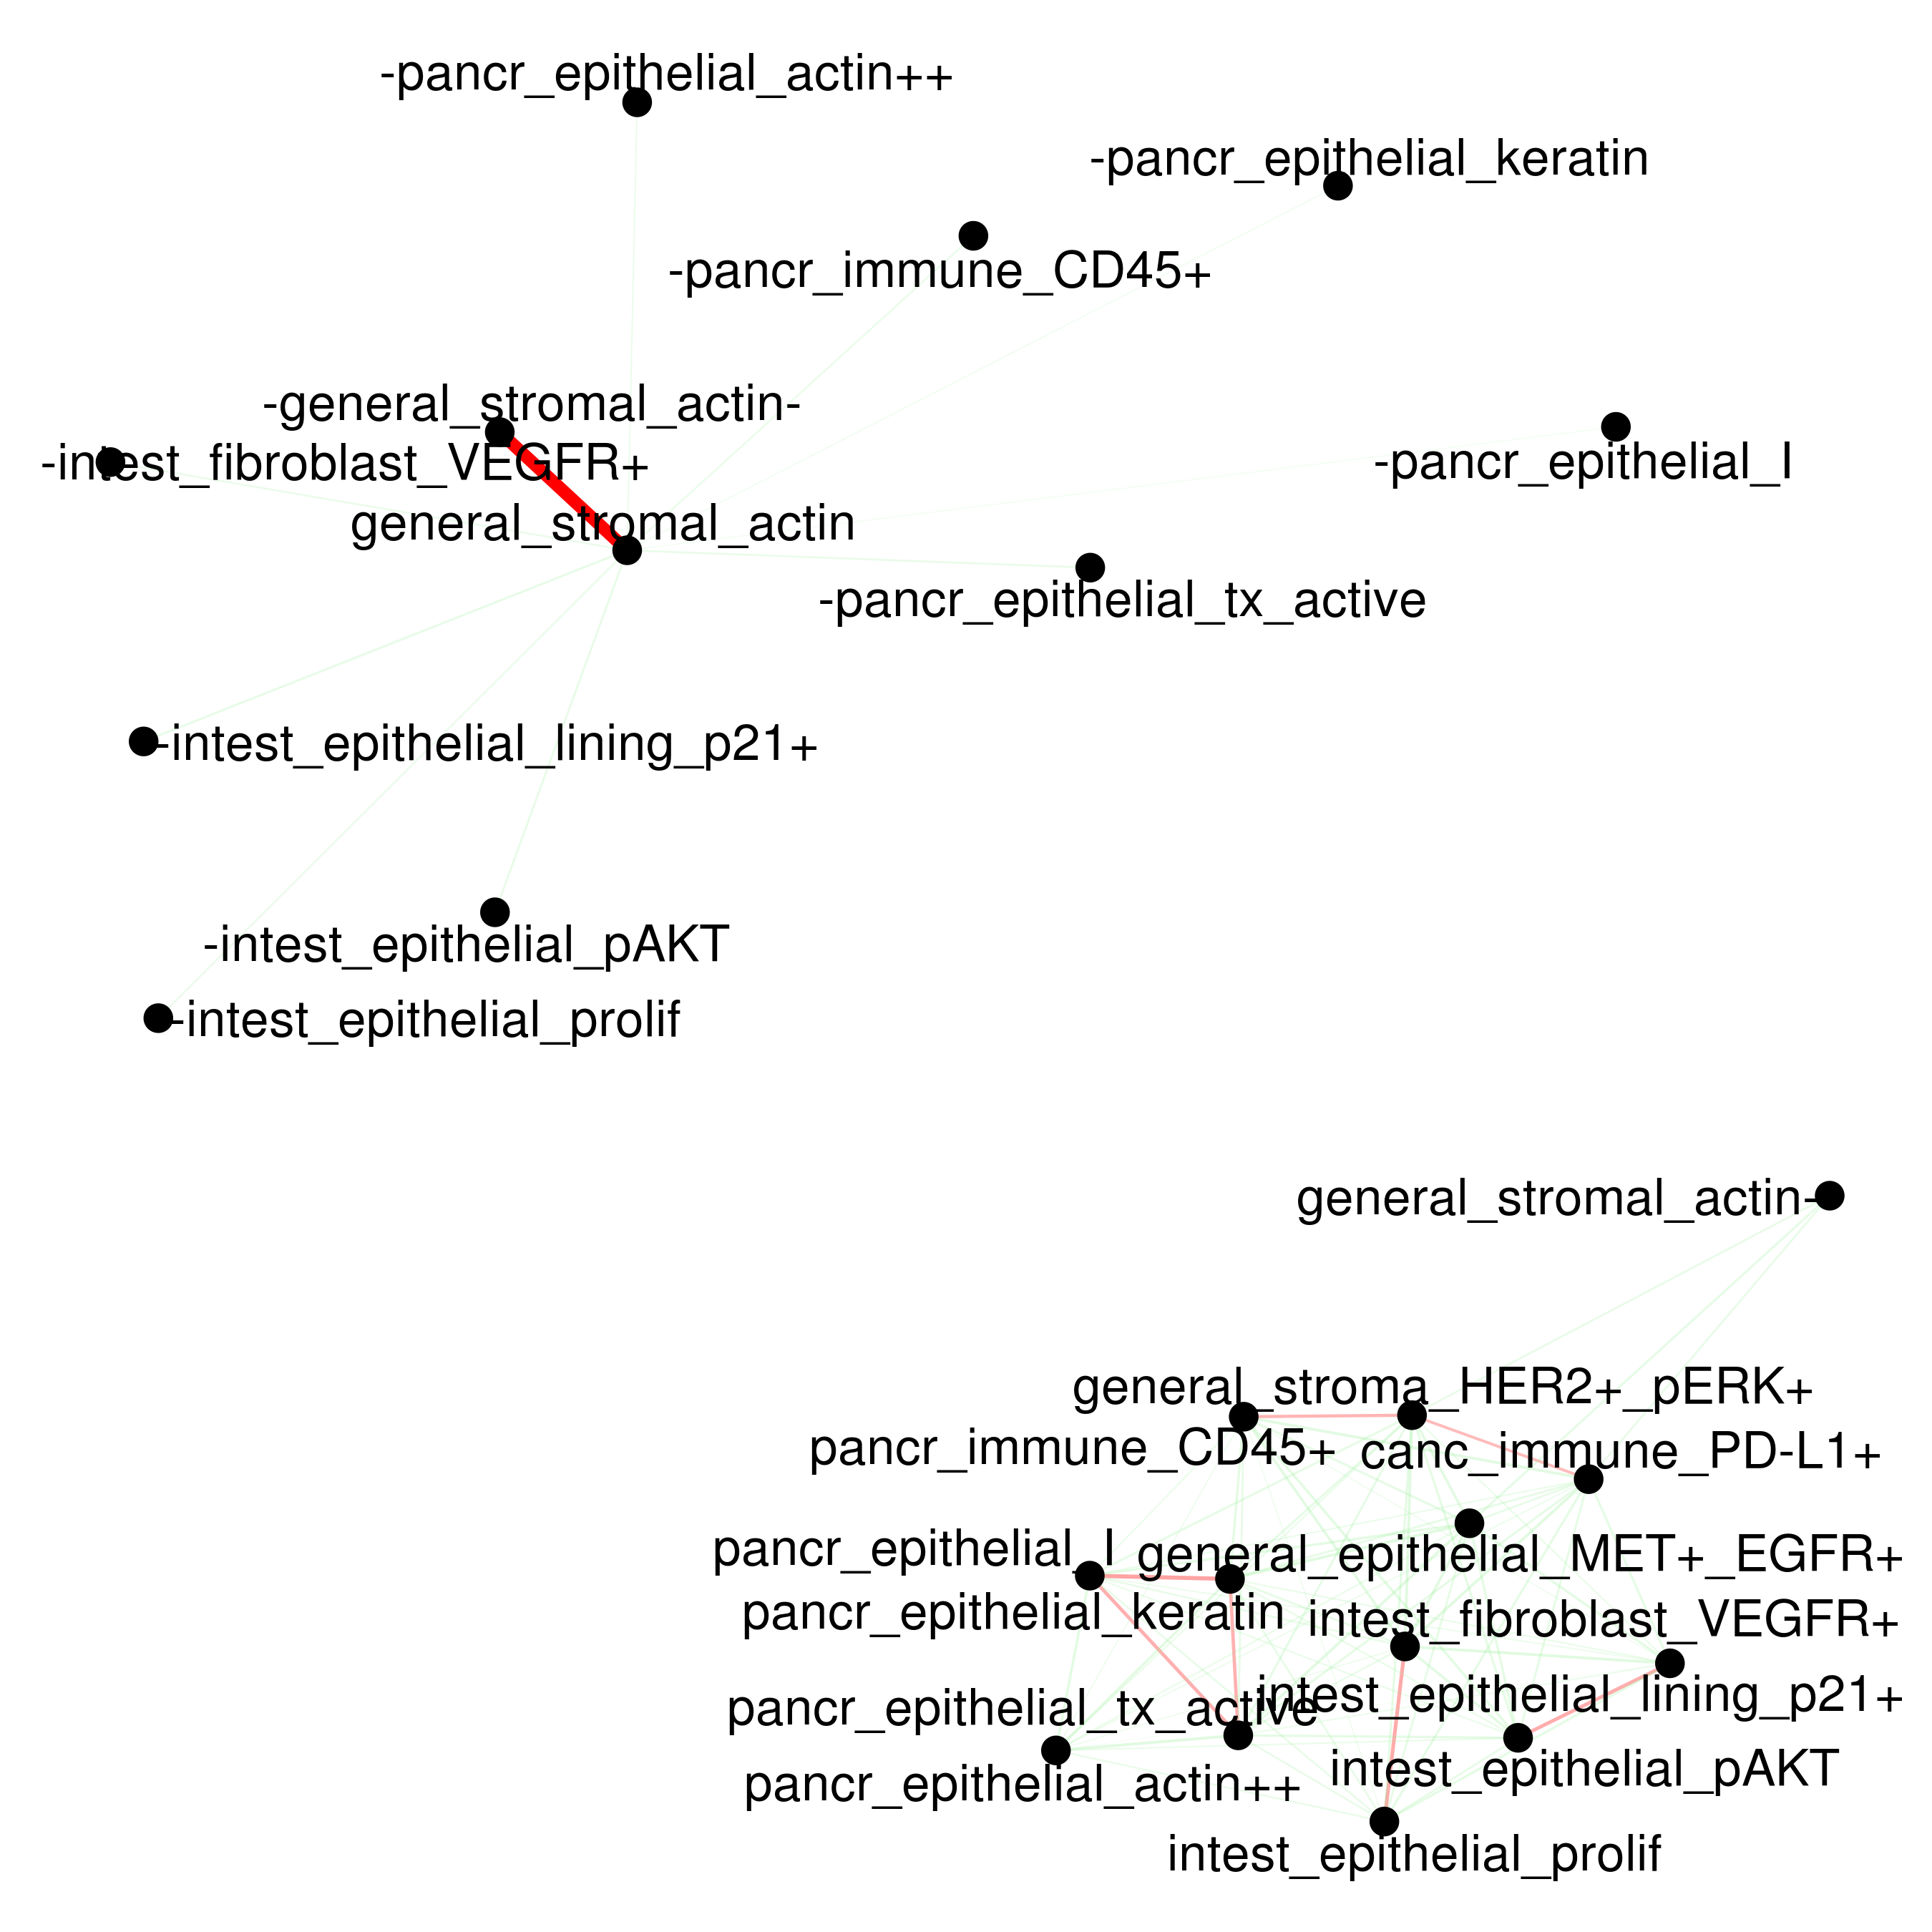 -pancr_epithelial_actin++
-pancr_epithelial_keratin
-pancr_immune_CD45+
-general_stromal_actin-
-intest_fibroblast_VEGFR+
-pancr_epithelial_I
general_stromal_actin
-pancr_epithelial_tx_active
-intest_epithelial_lining_p21+
-intest_epithelial_pAKT
-intest_epithelial_prolif
general_stromal_actin-
general_stroma_HER2+_pERK+
pancr_immune_CD45+
canc_immune_PD-L1+
pancr_epithelial_I
general_epithelial_MET+_EGFR+
pancr_epithelial_keratin
intest_fibroblast_VEGFR+
intest_epithelial_lining_p21+
pancr_epithelial_tx_active
intest_epithelial_pAKT
pancr_epithelial_actin++
intest_epithelial_prolif